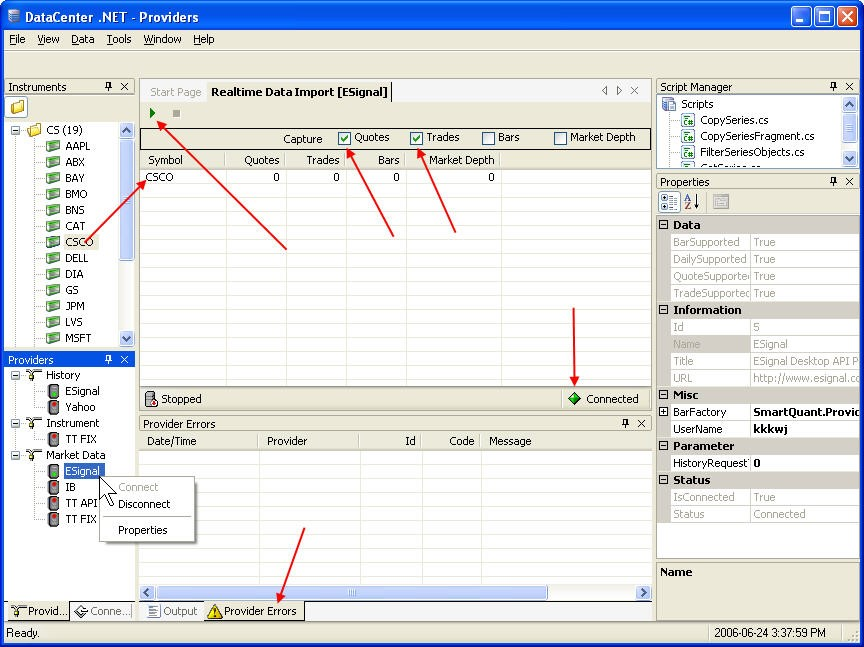 DataCenter .NET - Providers
File View Data Tools Window Help
Instruments
CS (19)
AAPL
ABX
BAY
BMO
BNS
CAT
CSCO
DELL
DIA
GS
JPM
LVS
MSFT
Providers
History
ESignal
Yahoo
Instrument
TT FIX
Market Data
ESignal
IB
TT API
TT FIX
Connect
Disconnect
Properties
Provid... Conne...
Start Page Realtime Data Import [ESignal]
Capture Quotes Trades Bars Market Depth
Symbol Quotes Trades Bars Market Depth
CSCO 0 0 0 0
Stopped Connected
Provider Errors
Date/Time Provider Id Code Message
Output Provider Errors
Script Manager
Scripts
CopySeries.cs
CopySeriesFragment.cs
FilterSeriesObjects.cs
Properties
Data
BarSupported True
DailySupported True
QuoteSupported True
TradeSupported True
Information
Id 5
Name ESignal
Title ESignal Desktop API P
URL http://www.esignal.co
Misc
BarFactory SmartQuant.Provid
UserName kkkwj
Parameter
HistoryRequest 0
Status
IsConnected True
Status Connected
Name
Ready. 2006-06-24 3:37:59 PM